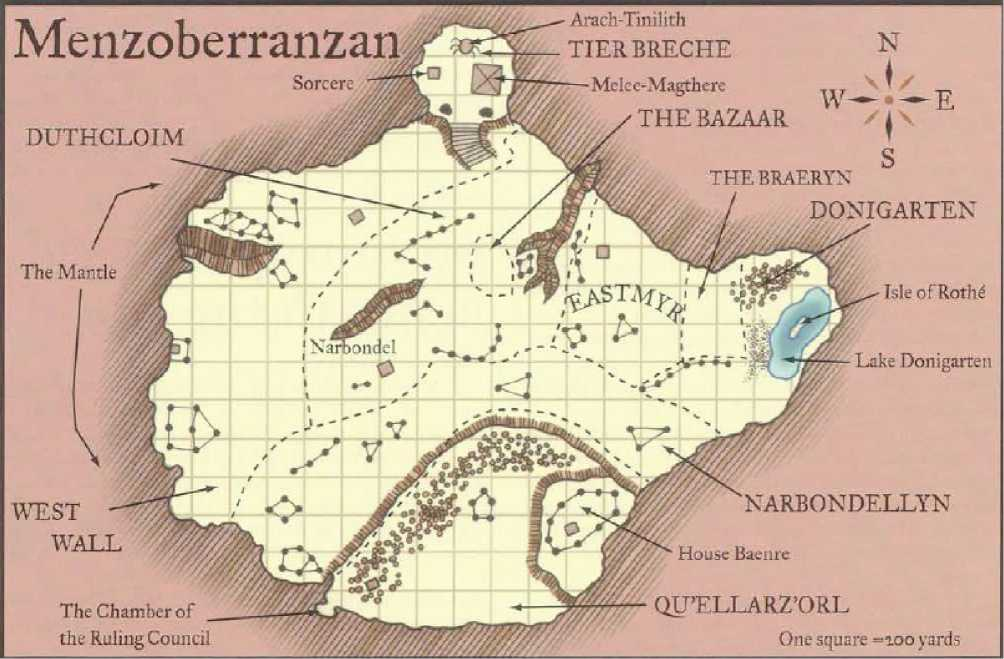 Menzoberranzan
Arach-Tinilith
TIER BRECHE
Sorcere
Melee-Magthere
N
W
E
S
THE BAZAAR
DUTHCLOIM
THE BRAERYN
DONIGARTEN
The Mantle
Isle of Rothé
EASTMYR
Narbondel
Lake Donigarten
WEST
WALL
NARBONDELLYN
House Baenre
The Chamber of
the Ruling Council
QU'ELLARZ'ORL
One square =200 yards